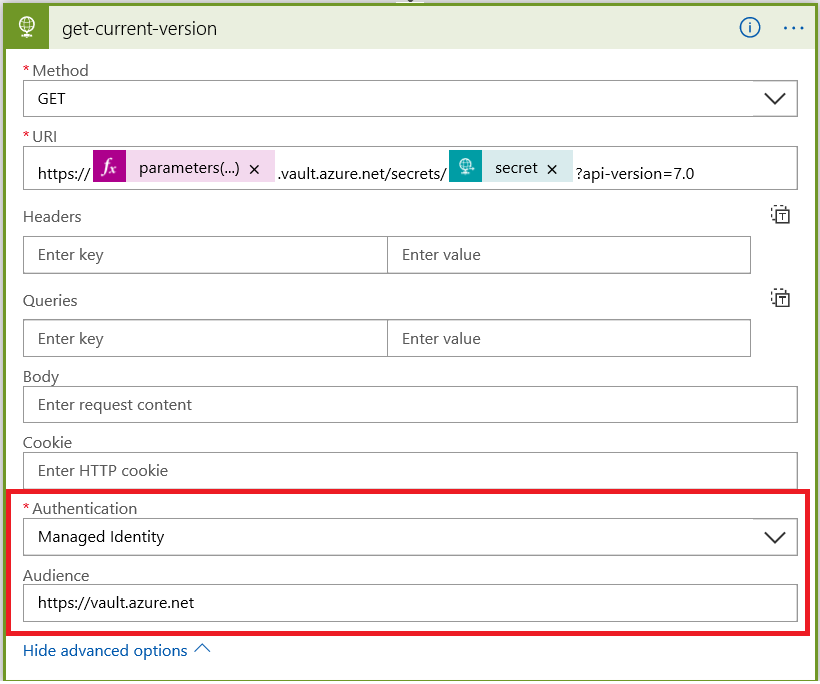 get-current-version
* Method
GET
* URI
https:// fx parameters(...) × .vault.azure.net/secrets/ secret × ?api-version=7.0
Headers
Enter key Enter value
Queries
Enter key Enter value
Body
Enter request content
Cookie
Enter HTTP cookie
* Authentication
Managed Identity
Audience
https://vault.azure.net
Hide advanced options